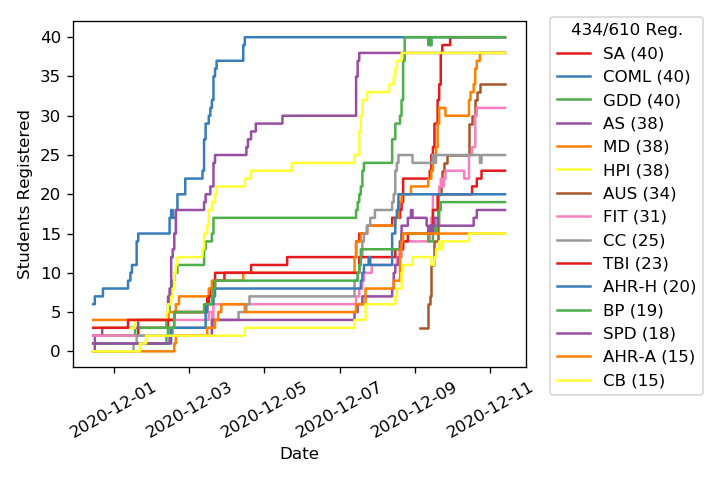 434/610 Reg.
SA (40)
COML (40)
GDD (40)
AS (38)
MD (38)
HPI (38)
AUS (34)
FIT (31)
CC (25)
TBI (23)
AHR-H (20)
BP (19)
SPD (18)
AHR-A (15)
CB (15)
Students Registered
40
35
30
25
20
15
10
5
0
2020-12-01
2020-12-03
2020-12-05
2020-12-07
2020-12-09
2020-12-11
Date